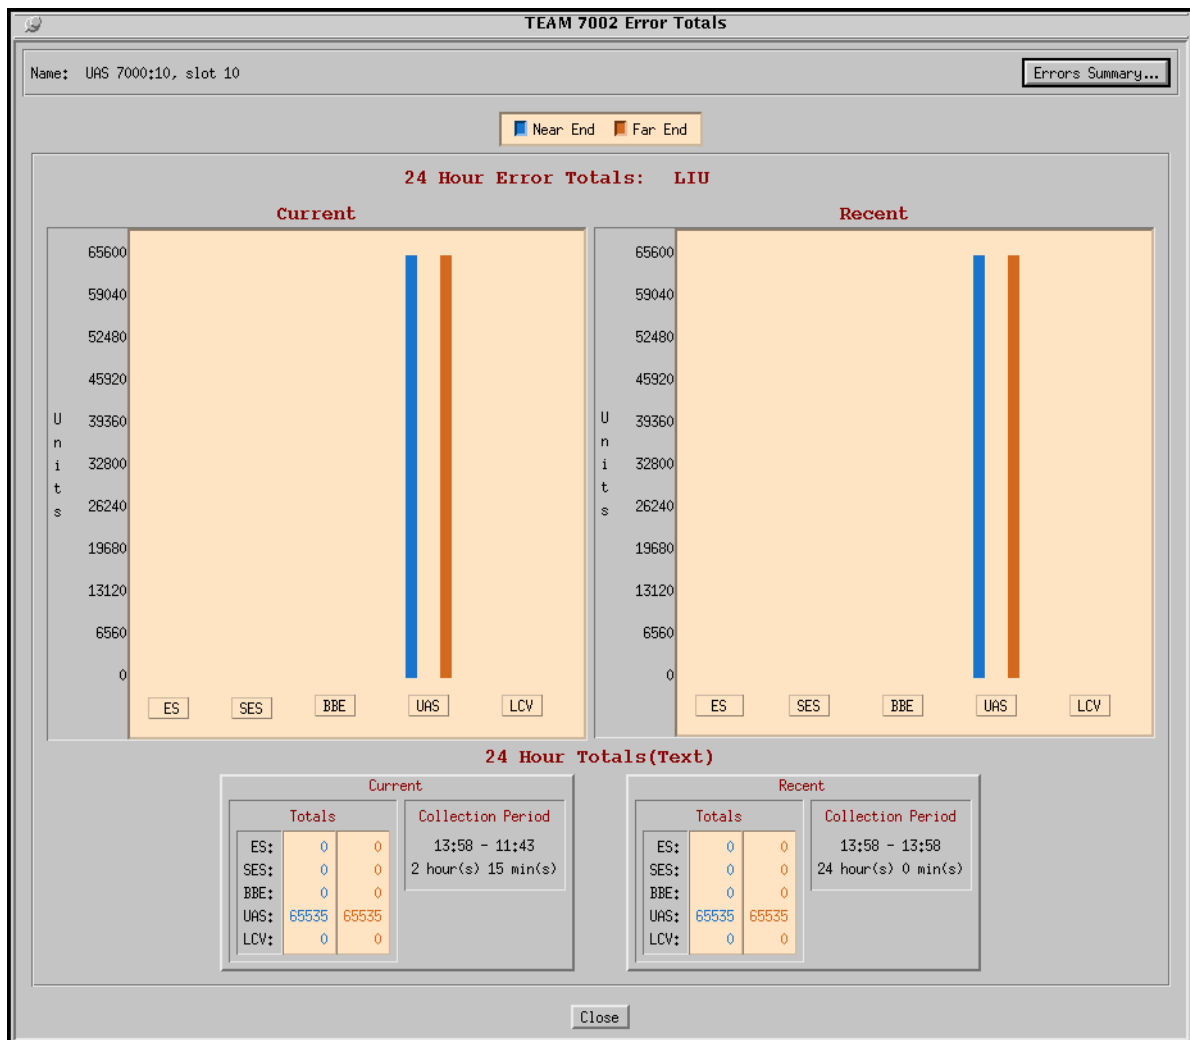 TEAM 7002 Error Totals
Name: UAS 7000:10, slot 10
Errors Summary...
Near End Far End
24 Hour Error Totals: LIU
Current
Units
65600
59040
52480
45920
39360
32800
26240
19680
13120
6560
0
ES SES BBE UAS LCV
Recent
Units
65600
59040
52480
45920
39360
32800
26240
19680
13120
6560
0
ES SES BBE UAS LCV
24 Hour Totals(Text)
Current
Totals
ES: 0 0
SES: 0 0
BBE: 0 0
UAS: 65535 65535
LCV: 0 0
Collection Period
13:58 - 11:43
2 hour(s) 15 min(s)
Recent
Totals
ES: 0 0
SES: 0 0
BBE: 0 0
UAS: 65535 65535
LCV: 0 0
Collection Period
13:58 - 13:58
24 hour(s) 0 min(s)
Close